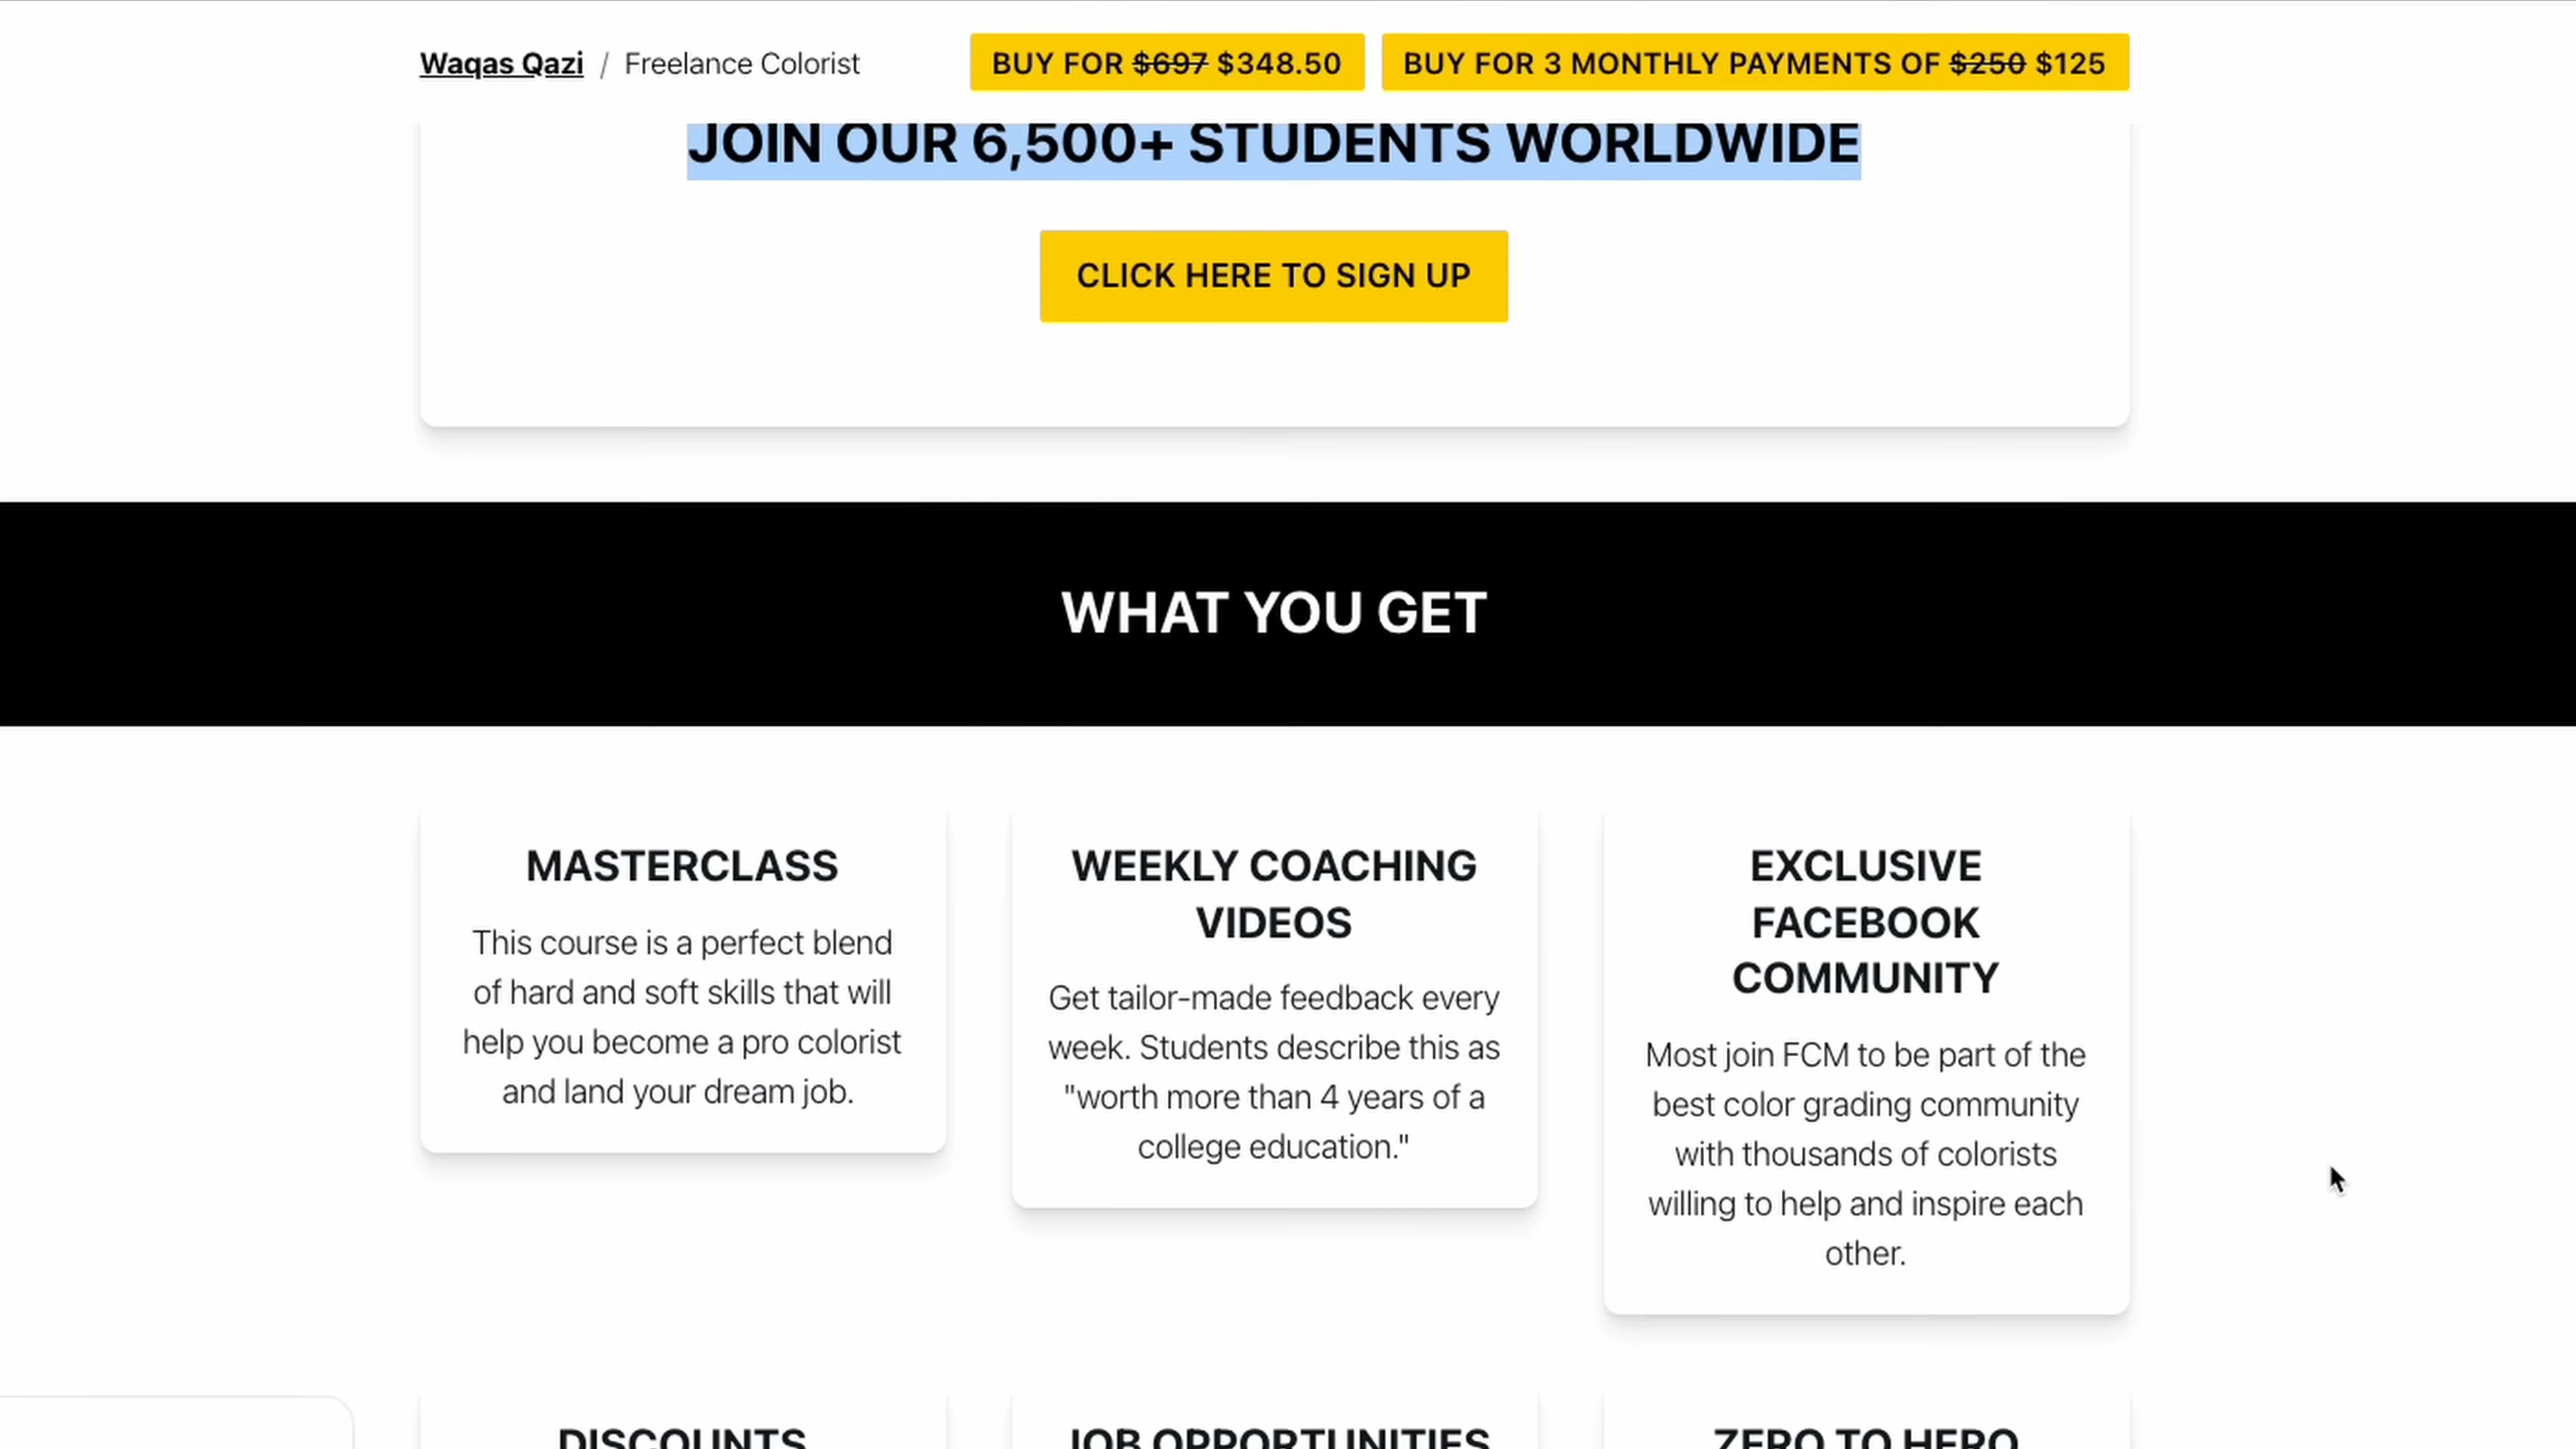 Waqas Qazi / Freelance Colorist
BUY FOR $697 $348.50
BUY FOR 3 MONTHLY PAYMENTS OF $250 $125
JOIN OUR 6,500+ STUDENTS WORLDWIDE
CLICK HERE TO SIGN UP
WHAT YOU GET
MASTERCLASS
This course is a perfect blend
of hard and soft skills that will
help you become a pro colorist
and land your dream job.
WEEKLY COACHING
VIDEOS
Get tailor-made feedback every
week. Students describe this as
"worth more than 4 years of a
college education."
EXCLUSIVE
FACEBOOK
COMMUNITY
Most join FCM to be part of the
best color grading community
with thousands of colorists
willing to help and inspire each
other.
DISCOUNTS
JOB OPPORTUNITIES
ZERO TO HERO